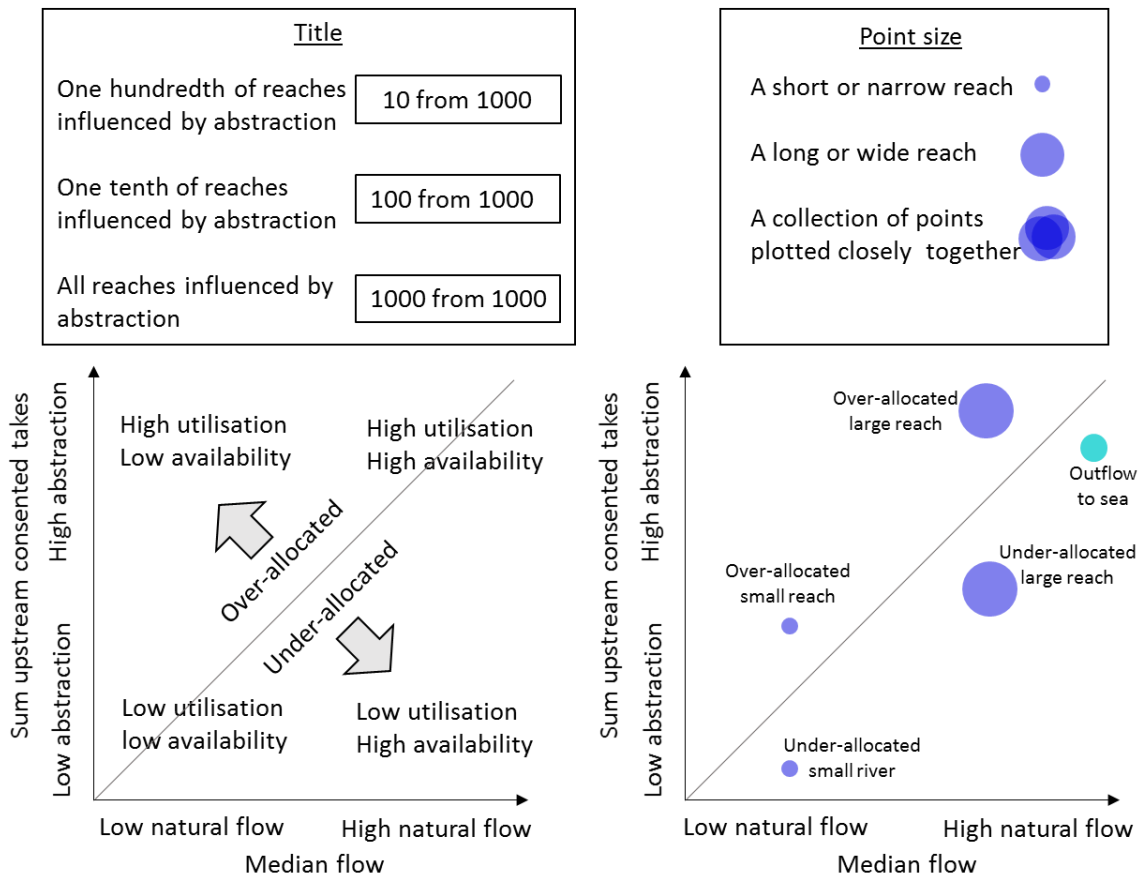 Title
One hundredth of reaches
influenced by abstraction
10 from 1000
One tenth of reaches
influenced by abstraction
100 from 1000
All reaches influenced by
abstraction
1000 from 1000
Point size
A short or narrow reach
A long or wide reach
A collection of points
plotted closely together
Sum upstream consented takes
Low abstraction
High abstraction
High utilisation
Low availability
High utilisation
High availability
Over-allocated
Under-allocated
Low utilisation
low availability
Low utilisation
High availability
Low natural flow
High natural flow
Median flow
Sum upstream consented takes
Low abstraction
High abstraction
Over-allocated
large reach
Outflow
to sea
Under-allocated
large reach
Over-allocated
small reach
Under-allocated
small river
Low natural flow
High natural flow
Median flow